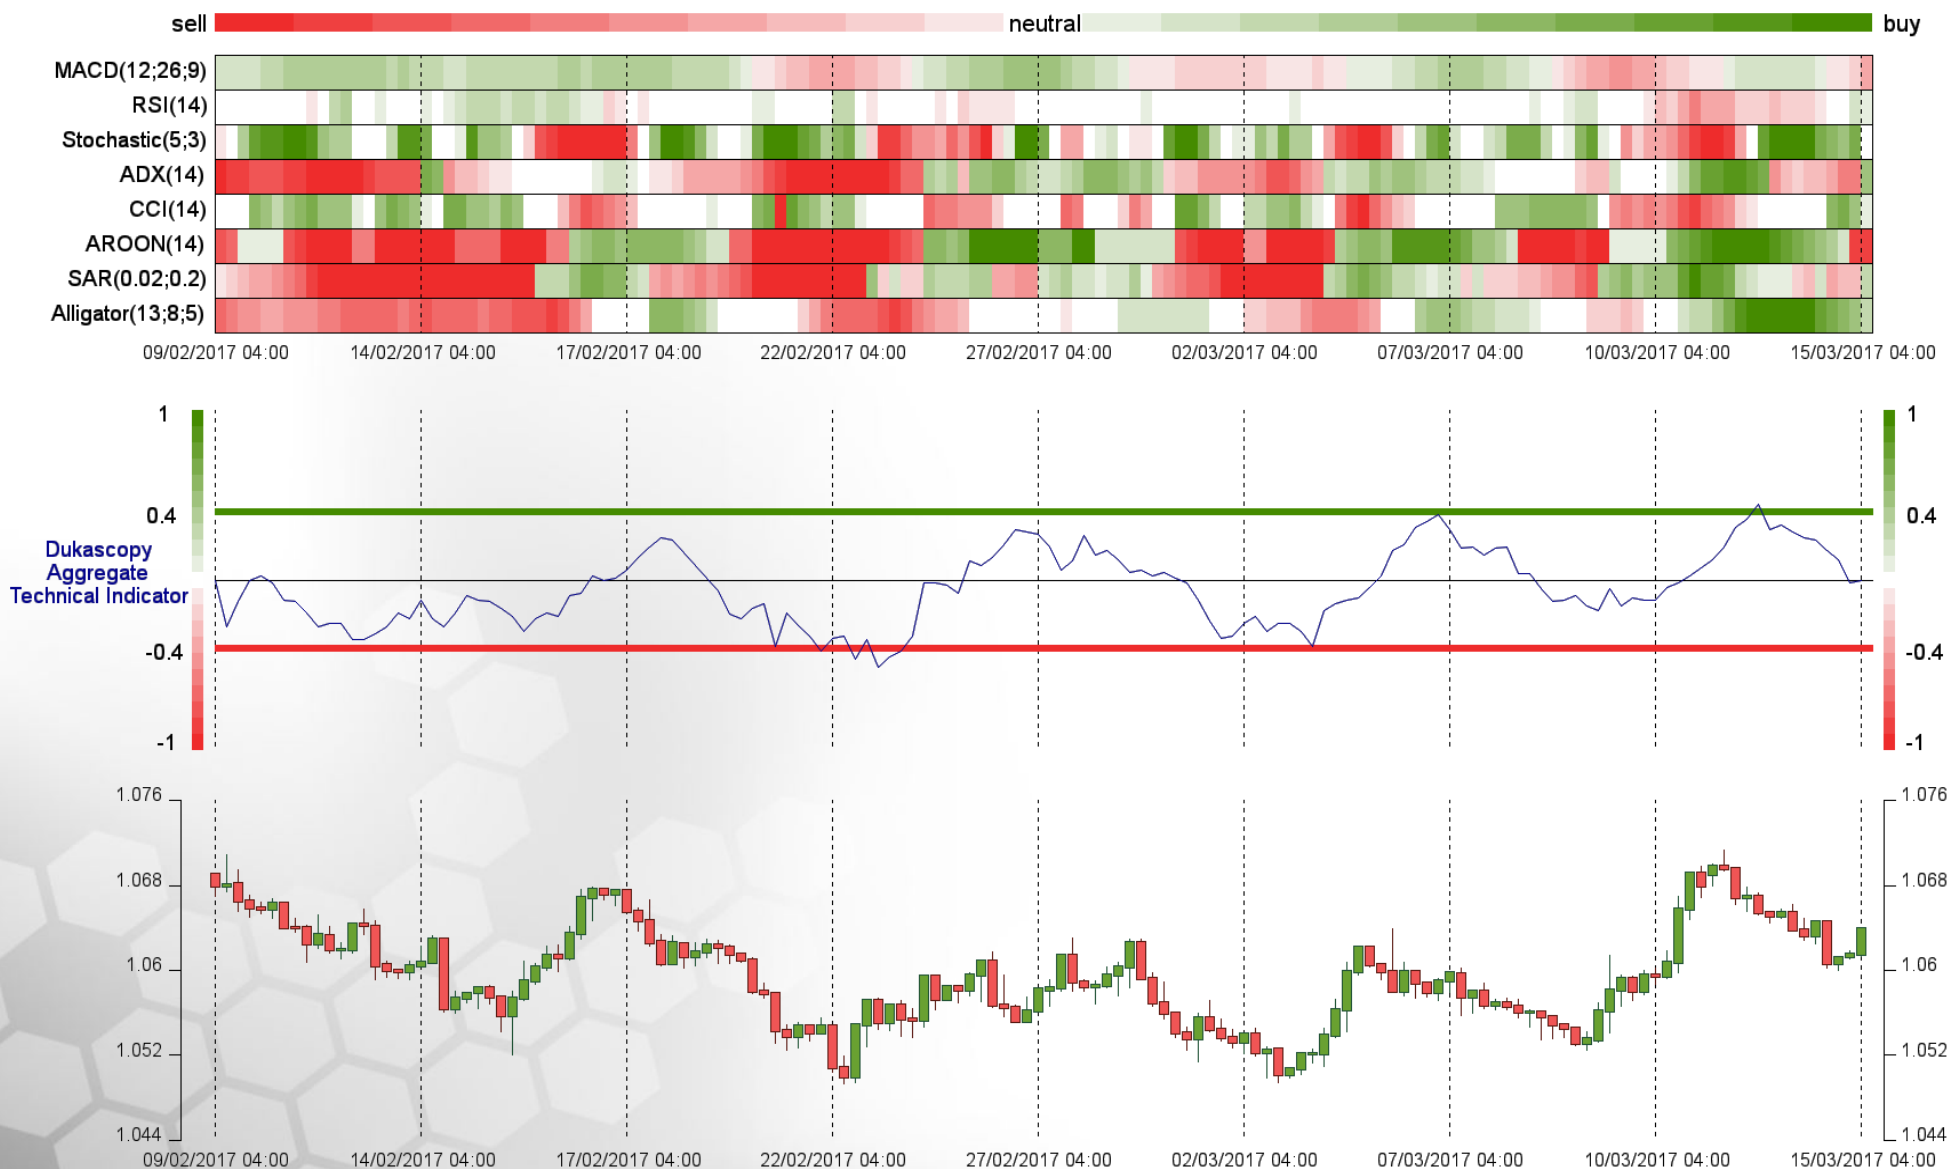 sell neutral buy
MACD(12;26;9)
RSI(14)
Stochastic(5;3)
ADX(14)
CCI(14)
AROON(14)
SAR(0.02;0.2)
Alligator(13;8;5)
09/02/2017 04:00 14/02/2017 04:00 17/02/2017 04:00 22/02/2017 04:00 27/02/2017 04:00 02/03/2017 04:00 07/03/2017 04:00 10/03/2017 04:00 15/03/2017 04:00
1 1
0.4 0.4
Dukascopy
Aggregate
Technical Indicator
-0.4 -0.4
-1 -1
1.076 1.076
1.068 1.068
1.06 1.06
1.052 1.052
1.044 1.044
09/02/2017 04:00 14/02/2017 04:00 17/02/2017 04:00 22/02/2017 04:00 27/02/2017 04:00 02/03/2017 04:00 07/03/2017 04:00 10/03/2017 04:00 15/03/2017 04:00